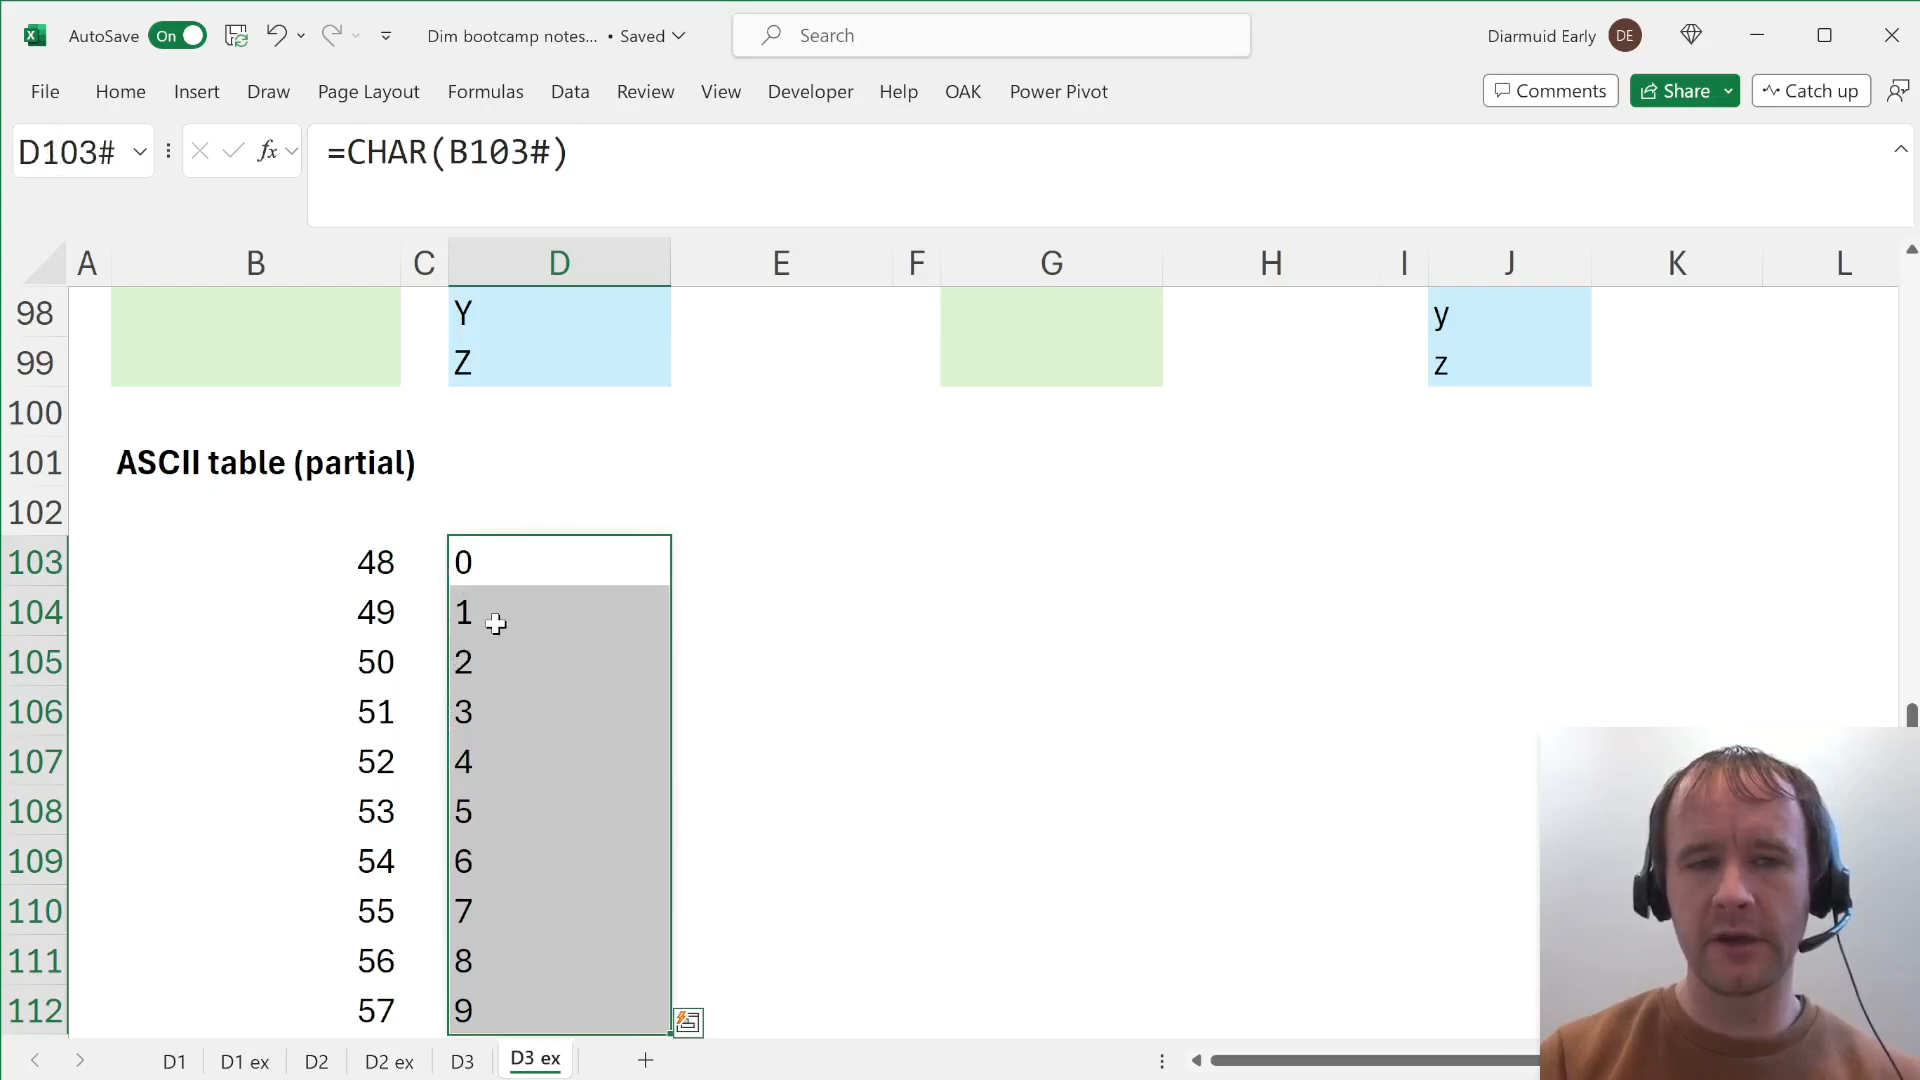 AutoSave On Dim bootcamp notes... • Saved Search Diarmuid Early DE
File Home Insert Draw Page Layout Formulas Data Review View Developer Help OAK Power Pivot Comments Share Catch up
D103# fx =CHAR(B103#)
A B C D E F G H I J K L
98 Y y
99 Z z
100
101 ASCII table (partial)
102
103 48 0
104 49 1
105 50 2
106 51 3
107 52 4
108 53 5
109 54 6
110 55 7
111 56 8
112 57 9
D1 D1 ex D2 D2 ex D3 D3 ex